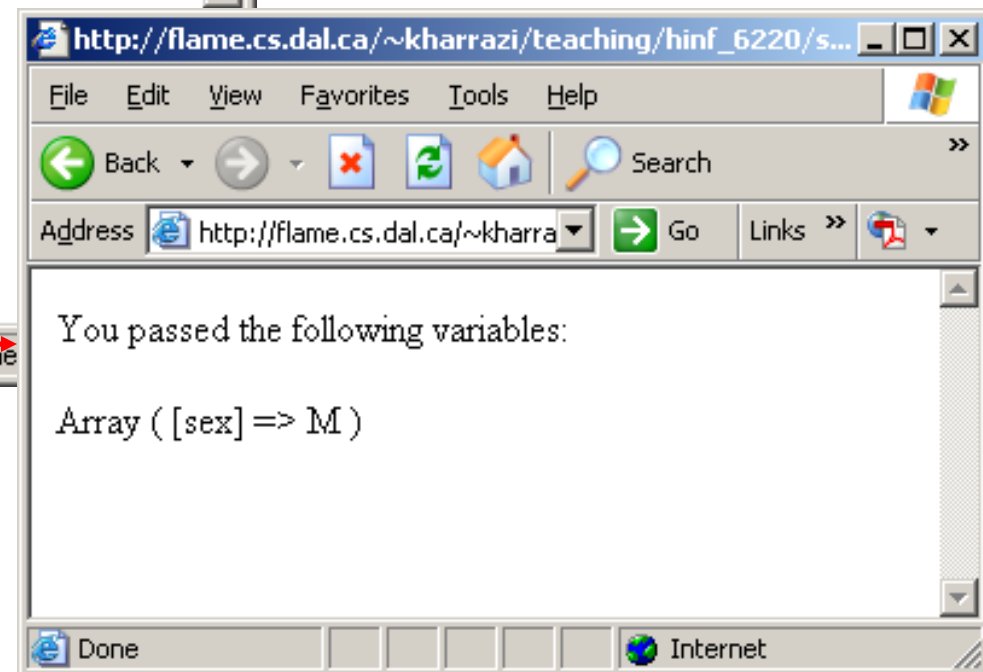 http://flame.cs.dal.ca/~kharrazi/teaching/hinf_6220/s...
File Edit View Favorites Tools Help
Back Search »
Address http://flame.cs.dal.ca/~kharra Go Links »
You passed the following variables:
Array ( [sex] => M )
Done Internet